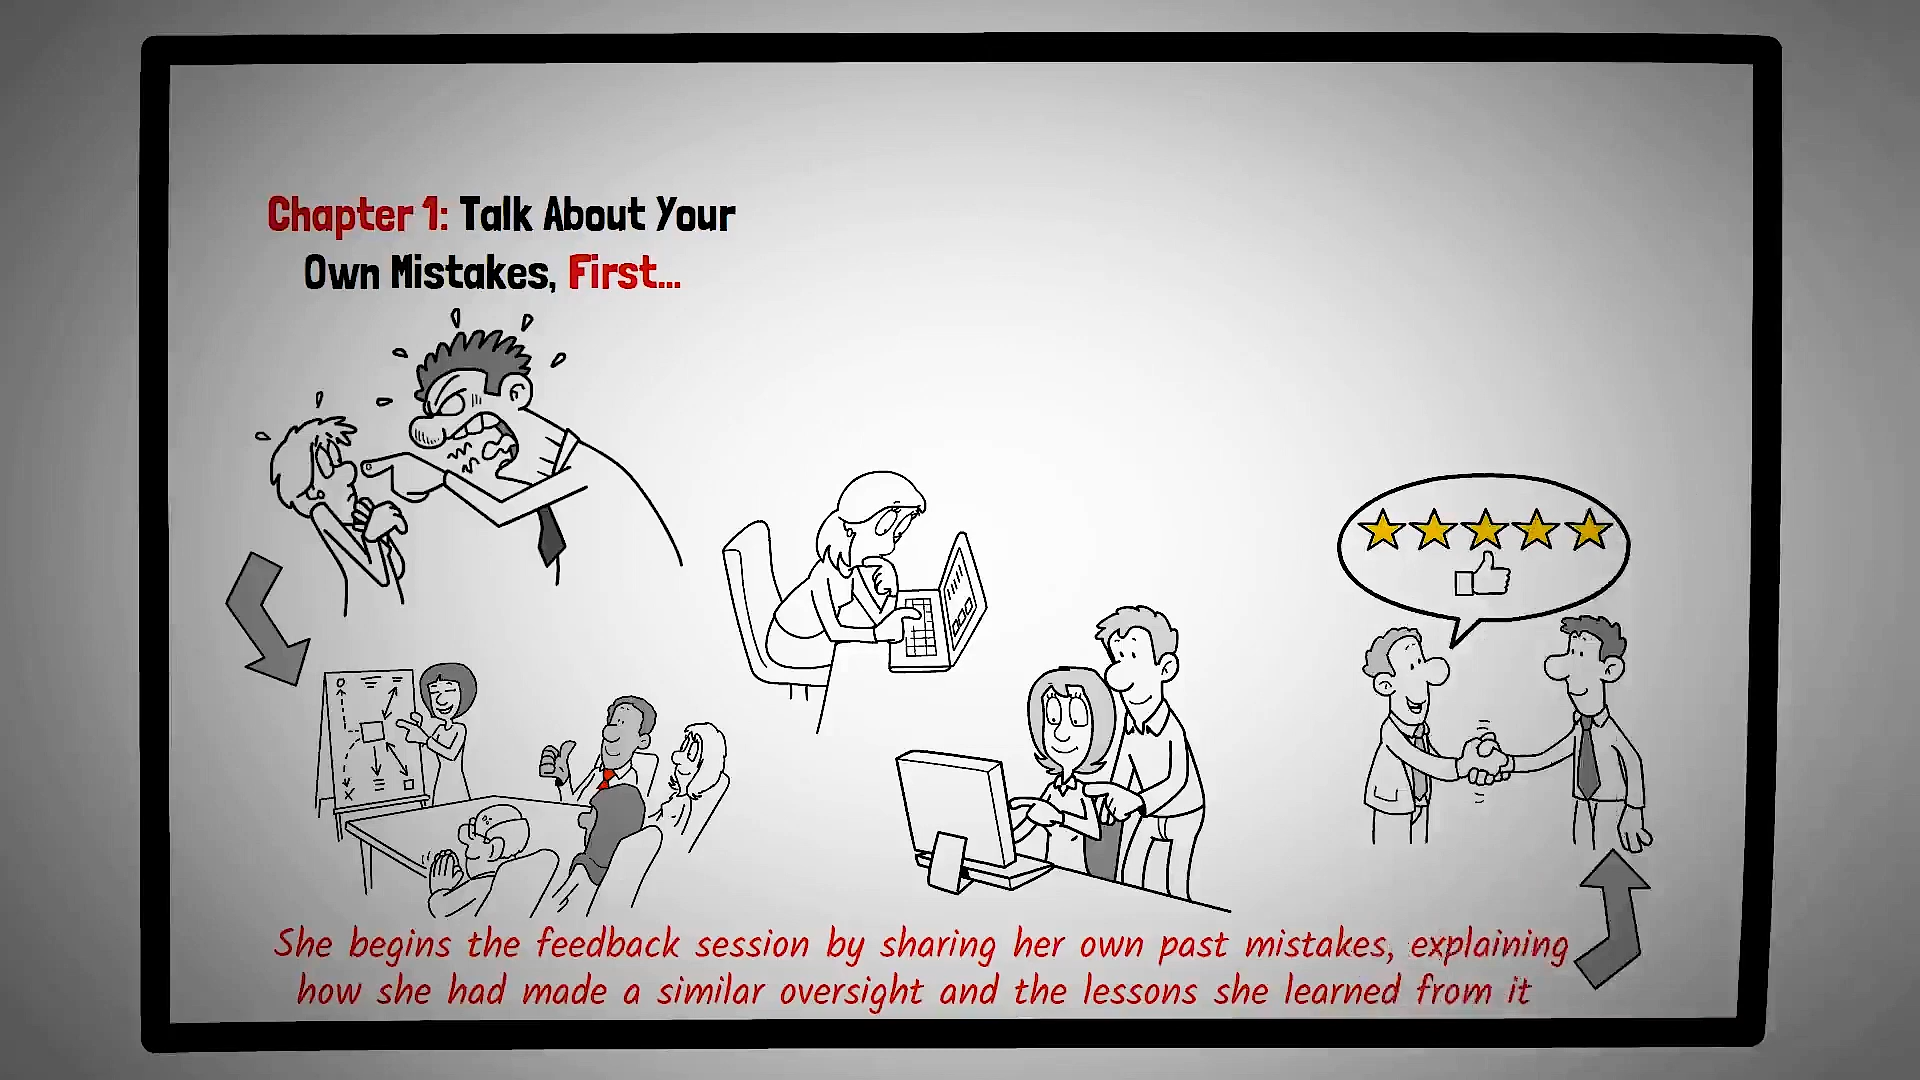 Chapter 1: Talk About Your
Own Mistakes, First...
She begins the feedback session by sharing her own past mistakes, explaining
how she had made a similar oversight and the lessons she learned from it